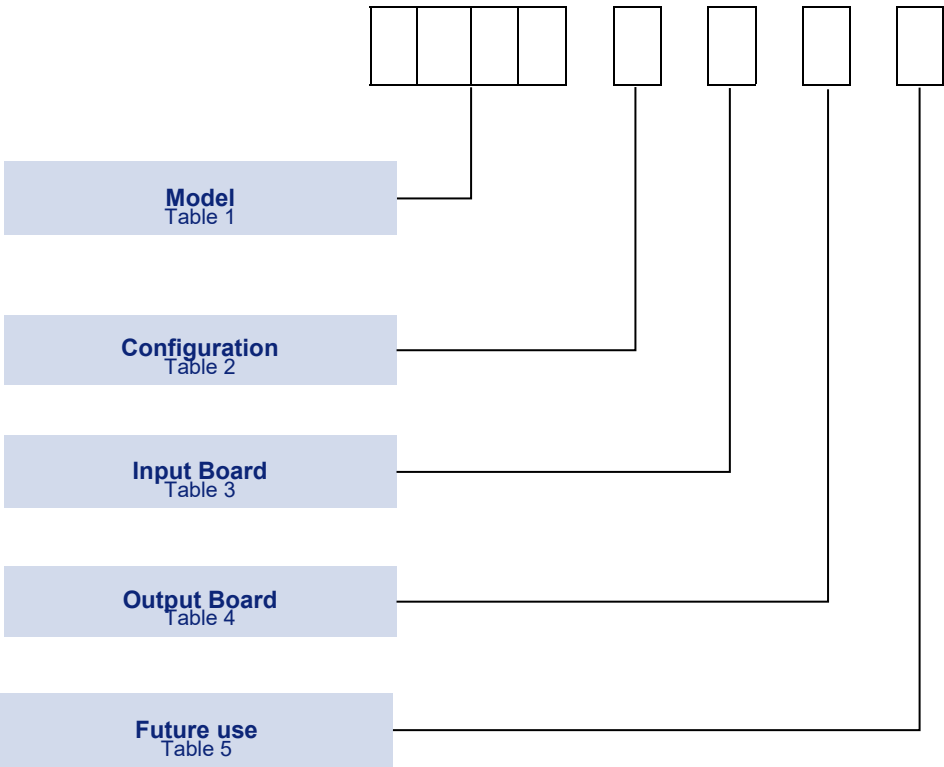 Model
Table 1
Configuration
Table 2
Input Board
Table 3
Output Board
Table 4
Future use
Table 5